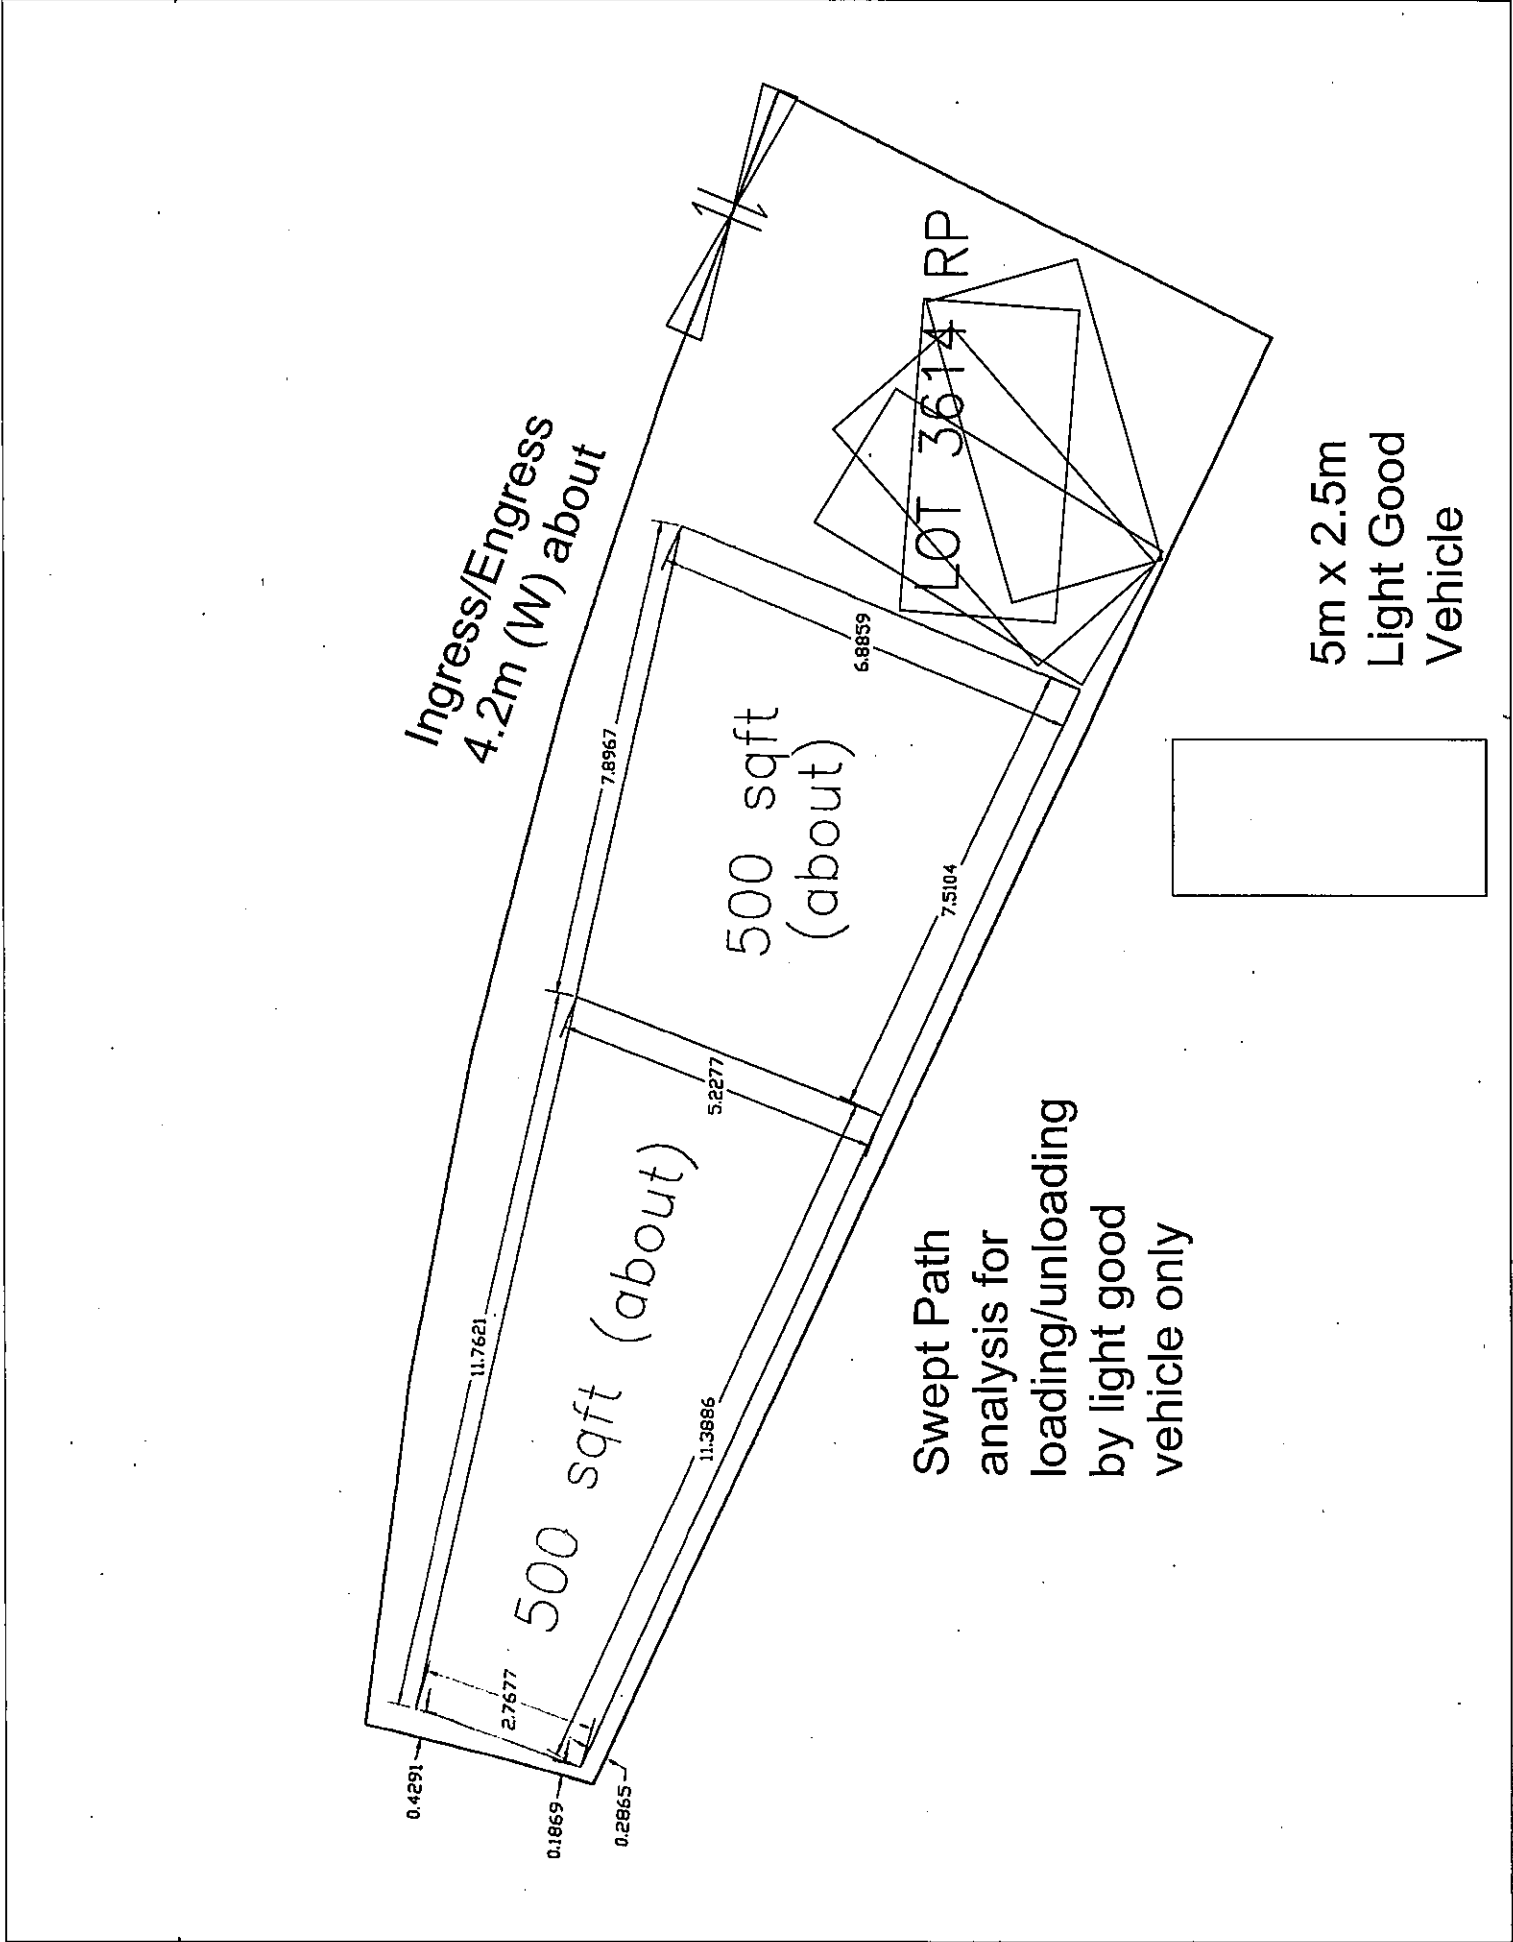 Ingress/Engress
4.2m (W) about
LOT 3614 RP
7.8967
6.8859
500 sqft
(about)
7.5104
5.2277
11.7621
500 sqft (about)
11.3886
2.7677
0.4291
0.1869
0.2865
Swept Path
analysis for
loading/unloading
by light good
vehicle only
5m x 2.5m
Light Good
Vehicle